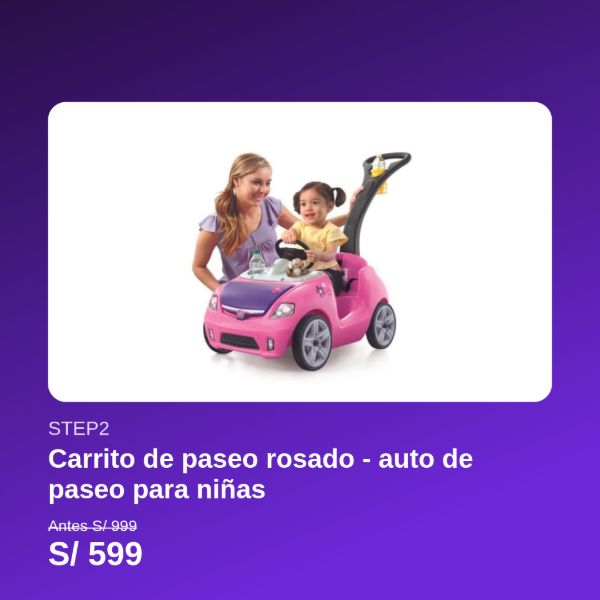 STEP2
Carrito de paseo rosado - auto de
paseo para niñas
Antes S/ 999
S/ 599